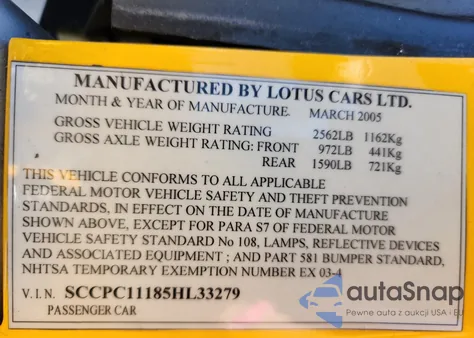 MANUFACTURED BY LOTUS CARS LTD.
MONTH & YEAR OF MANUFACTURE. MARCH 2005
GROSS VEHICLE WEIGHT RATING 2562LB 1162Kg
GROSS AXLE WEIGHT RATING: FRONT 972LB 441Kg
REAR 1590LB 721Kg
THIS VEHICLE CONFORMS TO ALL APPLICABLE
FEDERAL MOTOR VEHICLE SAFETY AND THEFT PREVENTION
STANDARDS, IN EFFECT ON THE DATE OF MANUFACTURE
SHOWN ABOVE, EXCEPT FOR PARA S7 OF FEDERAL MOTOR
VEHICLE SAFETY STANDARD No 108, LAMPS, REFLECTIVE DEVICES
AND ASSOCIATED EQUIPMENT ; AND PART 581 BUMPER STANDARD,
NHTSA TEMPORARY EXEMPTION NUMBER EX 03-4
V.I.N. SCCPC11185HL33279
PASSENGER CAR
autoSnap
Pewne auta z aukcji USA i EU